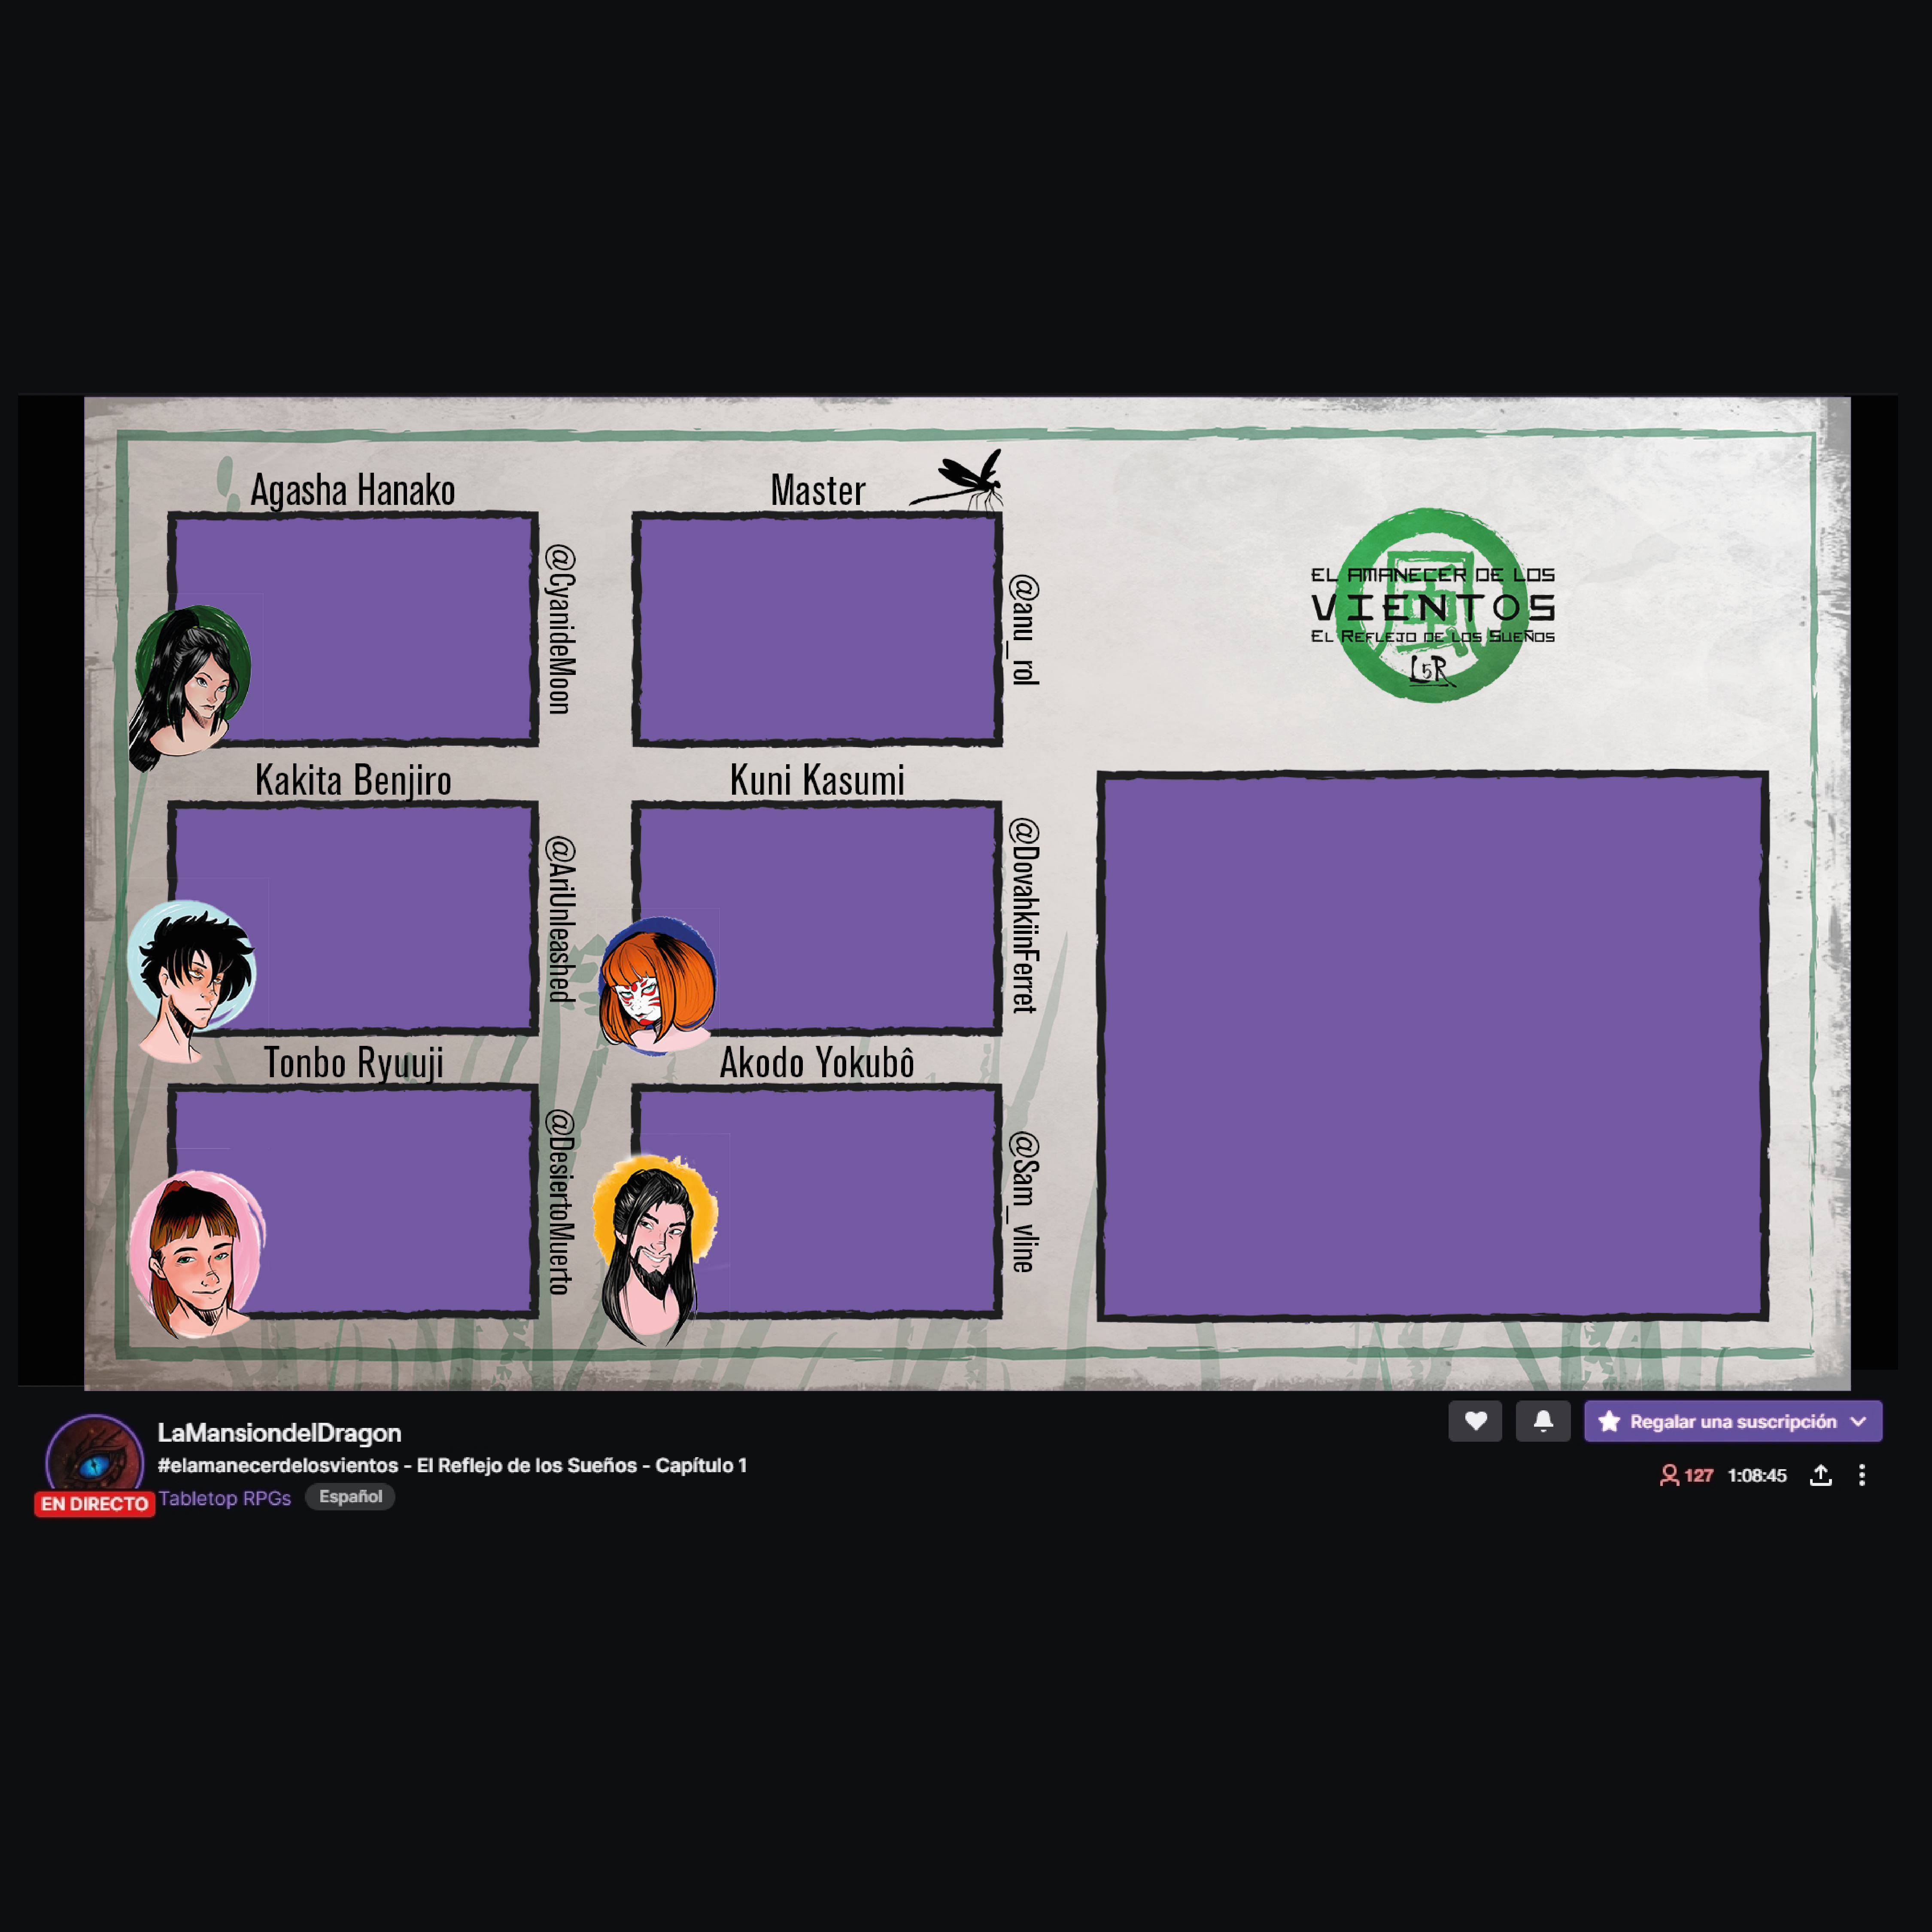 Agasha Hanako
@CyanideMoon
Master
@anu_rol
EL AMANECER DE LOS
VIENTOS
EL REFLEJO DE LOS SUEÑOS
風
L5R
Kakita Benjiro
@AriUnleashed
Kuni Kasumi
@DovahkiinFerret
Tonbo Ryuuji
@DesiertoMuerto
Akodo Yokubô
@Sam_vline
LaMansiondelDragon
#elamanecerdelosvientos - El Reflejo de los Sueños - Capítulo 1
EN DIRECTO
Tabletop RPGs Español
Regalar una suscripción
127 1:08:45